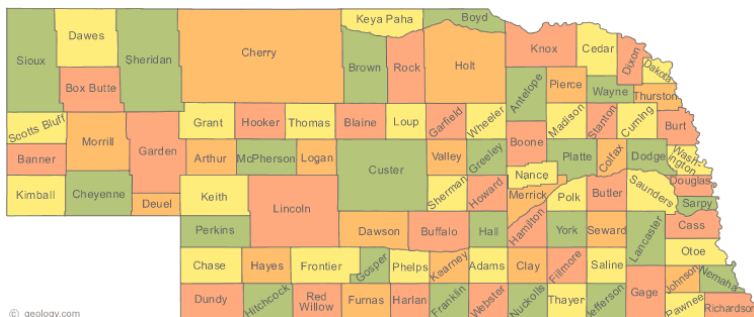 Keya Paha
Boyd
Dawes
Sioux
Sheridan
Cherry
Knox
Cedar
Dixon
Dakota
Brown
Rock
Holt
Box Butte
Antelope
Pierce
Wayne
Thurston
Scotts Bluff
Morrill
Grant
Hooker
Thomas
Blaine
Loup
Garfield
Wheeler
Madison
Stanton
Cuming
Burt
Banner
Garden
Arthur
McPherson
Logan
Custer
Valley
Greeley
Boone
Platte
Colfax
Dodge
Wash-
ington
Kimball
Cheyenne
Deuel
Keith
Lincoln
Sherman
Howard
Nance
Merrick
Polk
Butler
Saunders
Douglas
Sarpy
Perkins
Dawson
Buffalo
Hall
Hamilton
York
Seward
Lancaster
Cass
Otoe
Chase
Hayes
Frontier
Gosper
Phelps
Kearney
Adams
Clay
Fillmore
Saline
Johnson
Nemaha
Dundy
Hitchcock
Red
Willow
Furnas
Harlan
Franklin
Webster
Nuckolls
Thayer
Jefferson
Gage
Pawnee
Richardson
© geology.com